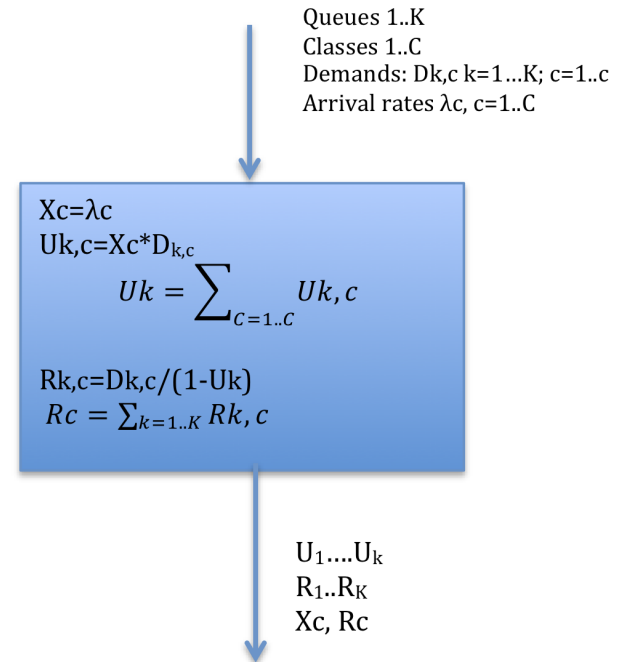 Queues 1..K
Classes 1..C
Demands: Dk,c k=1...K; c=1..c
Arrival rates λc, c=1..C
Xc=λc
Uk,c=Xc*Dk,c
Uk = ∑C=1..C Uk, c
Rk,c=Dk,c/(1-Uk)
Rc = ∑k=1..K Rk, c
U1....Uk
R1..RK
Xc, Rc